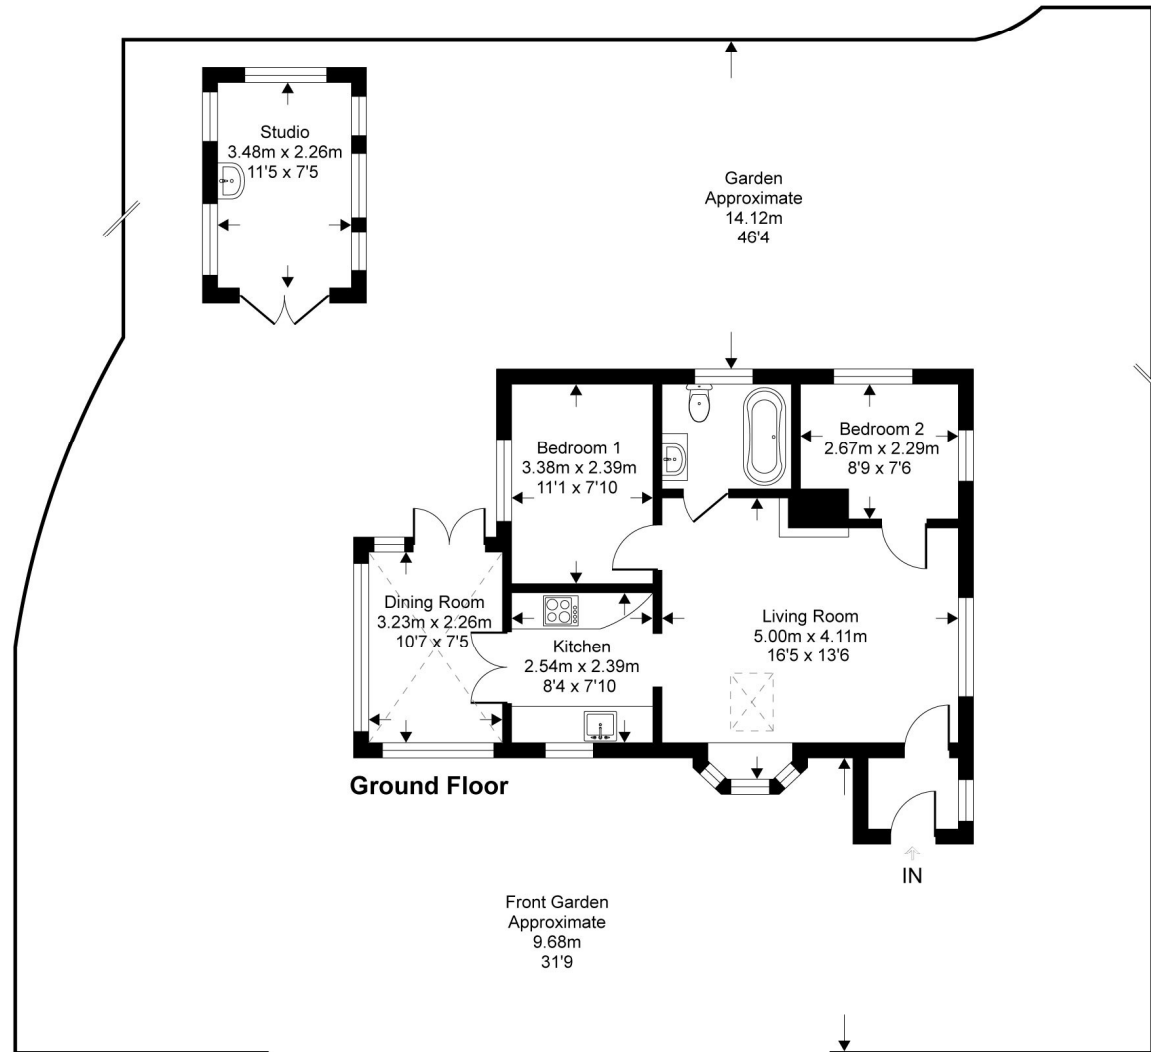 Studio
3.48m x 2.26m
11'5 x 7'5
Garden
Approximate
14.12m
46'4
Bedroom 1
3.38m x 2.39m
11'1 x 7'10
Bedroom 2
2.67m x 2.29m
8'9 x 7'6
Dining Room
3.23m x 2.26m
10'7 x 7'5
Kitchen
2.54m x 2.39m
8'4 x 7'10
Living Room
5.00m x 4.11m
16'5 x 13'6
Ground Floor
IN
Front Garden
Approximate
9.68m
31'9